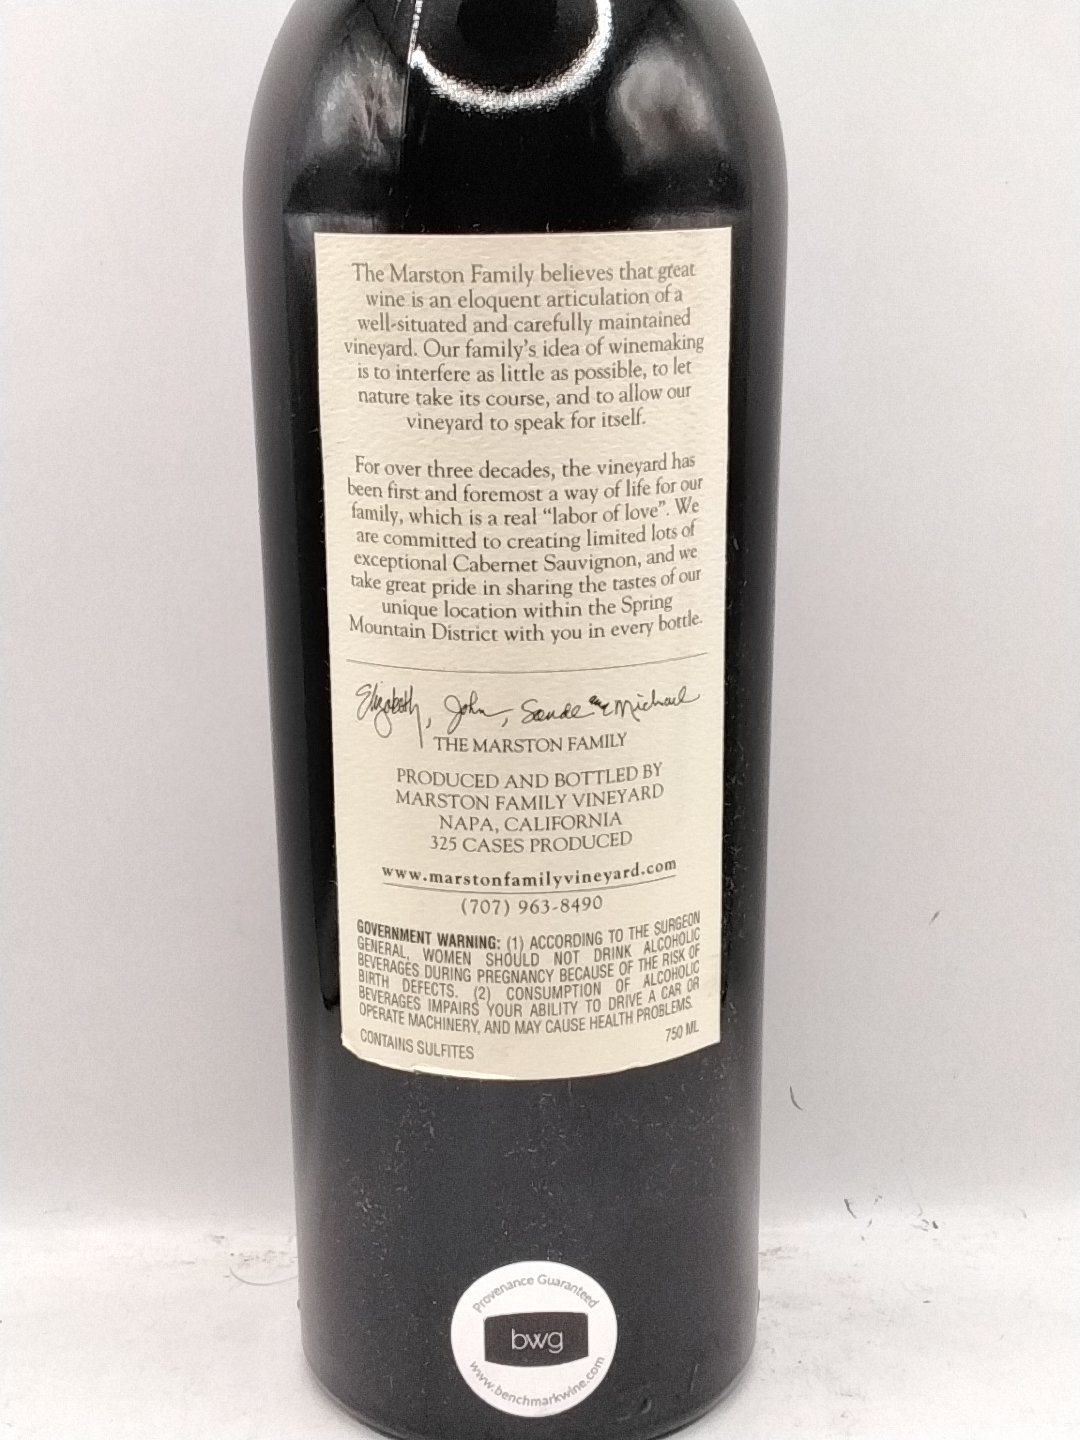 The Marston Family believes that great
wine is an eloquent articulation of a
well-situated and carefully maintained
vineyard. Our family's idea of winemaking
is to interfere as little as possible, to let
nature take its course, and to allow our
vineyard to speak for itself.
For over three decades, the vineyard has
been first and foremost a way of life for our
family, which is a real “labor of love”. We
are committed to creating limited lots of
exceptional Cabernet Sauvignon, and we
take great pride in sharing the tastes of our
unique location within the Spring
Mountain District with you in every bottle.
Elizabeth, John, Sande and Michael
THE MARSTON FAMILY
PRODUCED AND BOTTLED BY
MARSTON FAMILY VINEYARD
NAPA, CALIFORNIA
325 CASES PRODUCED
www.marstonfamilyvineyard.com
(707) 963-8490
GOVERNMENT WARNING: (1) ACCORDING TO THE SURGEON
GENERAL, WOMEN SHOULD NOT DRINK ALCOHOLIC
BEVERAGES DURING PREGNANCY BECAUSE OF THE RISK OF
BIRTH DEFECTS. (2) CONSUMPTION OF ALCOHOLIC
BEVERAGES IMPAIRS YOUR ABILITY TO DRIVE A CAR OR
OPERATE MACHINERY, AND MAY CAUSE HEALTH PROBLEMS.
CONTAINS SULFITES 750 ML
Provenance Guaranteed
bwg
www.benchmarkwine.com